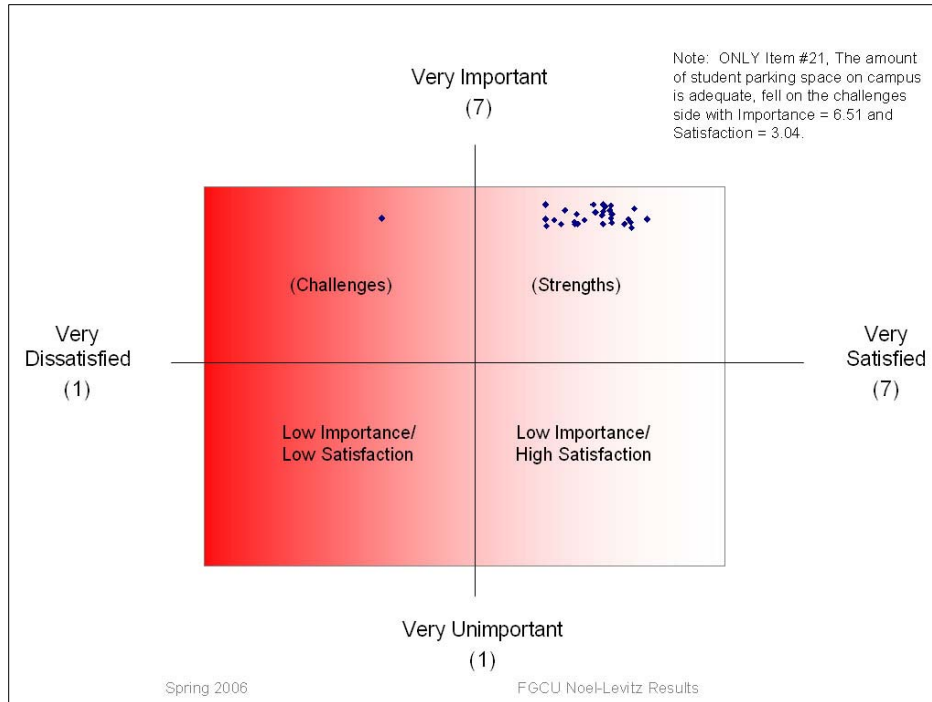 Note: ONLY Item #21, The amount
of student parking space on campus
is adequate, fell on the challenges
side with Importance = 6.51 and
Satisfaction = 3.04.
Very Important
(7)
(Challenges)
(Strengths)
Very
Dissatisfied
(1)
Very
Satisfied
(7)
Low Importance/
Low Satisfaction
Low Importance/
High Satisfaction
Very Unimportant
(1)
Spring 2006
FGCU Noel-Levitz Results